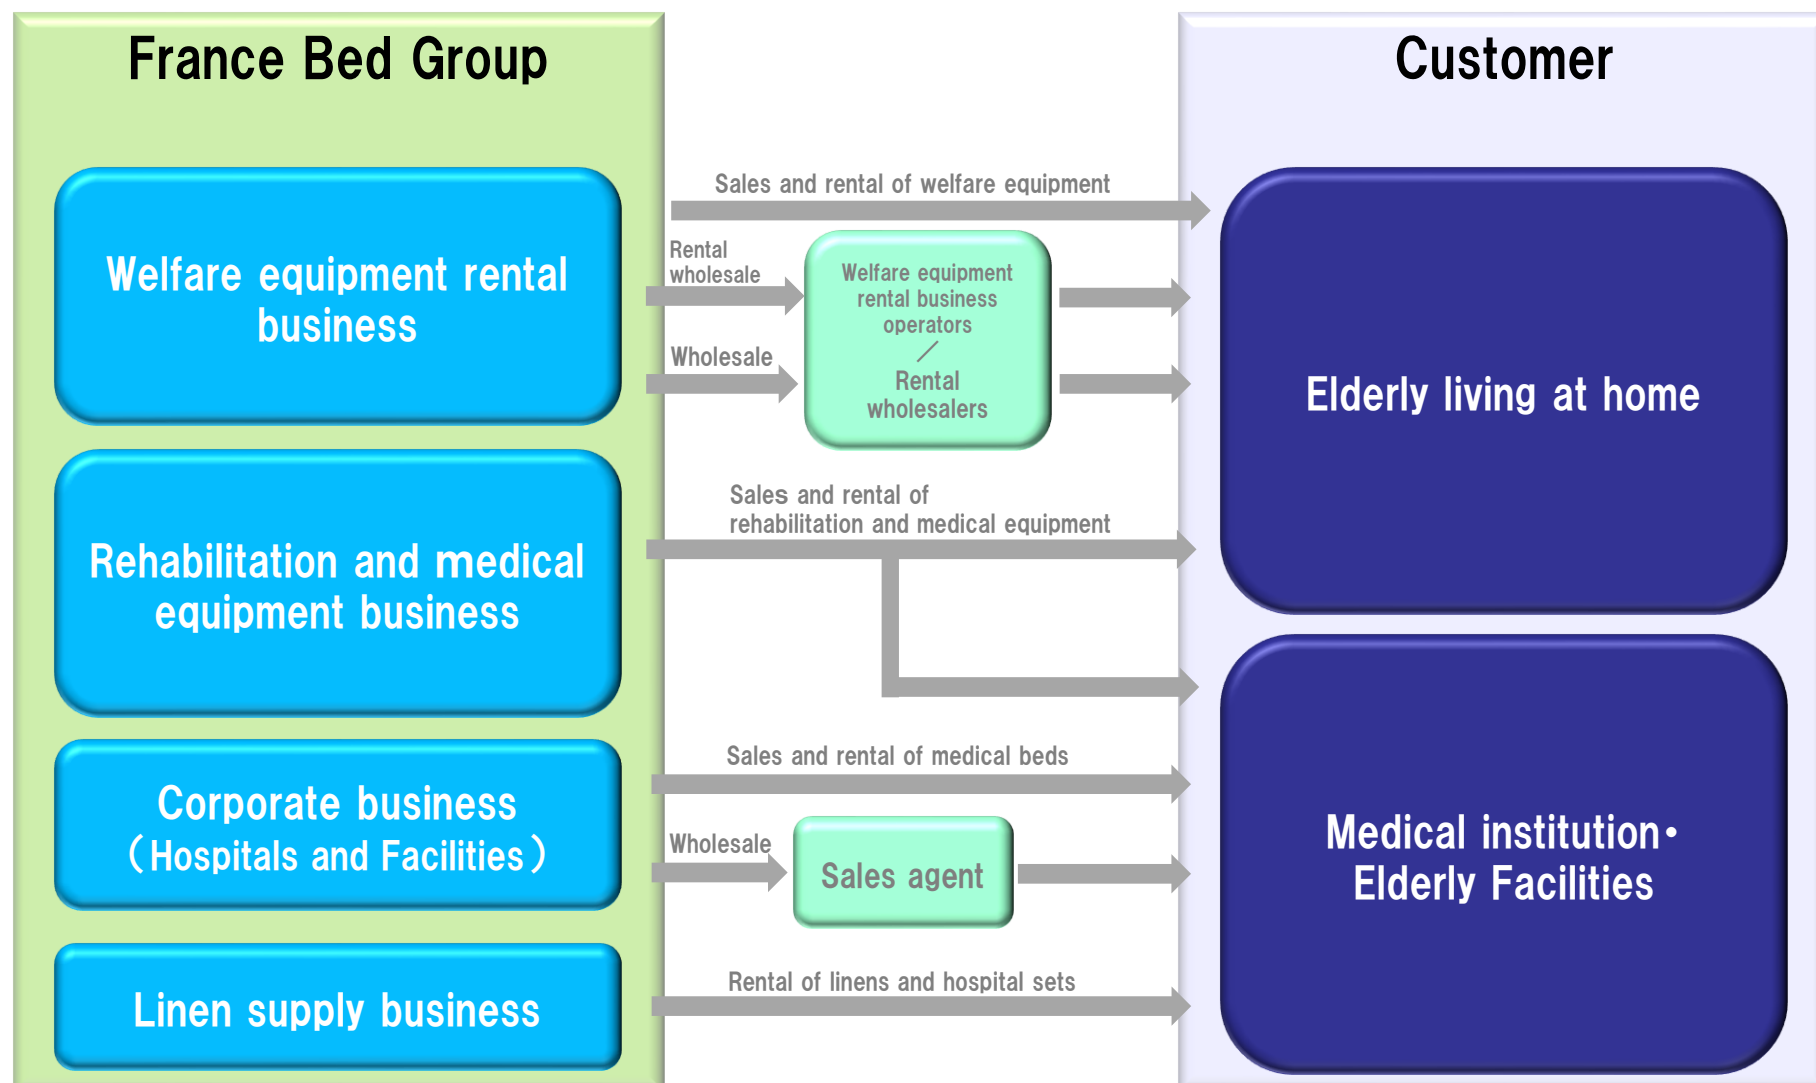 France Bed Group
Customer
Welfare equipment rental
business
Rehabilitation and medical
equipment business
Corporate business
（Hospitals and Facilities）
Linen supply business
Sales and rental of welfare equipment
Rental
wholesale
Wholesale
Welfare equipment
rental business
operators
／
Rental
wholesalers
Sales and rental of
rehabilitation and medical equipment
Sales and rental of medical beds
Wholesale
Sales agent
Rental of linens and hospital sets
Elderly living at home
Medical institution・
Elderly Facilities